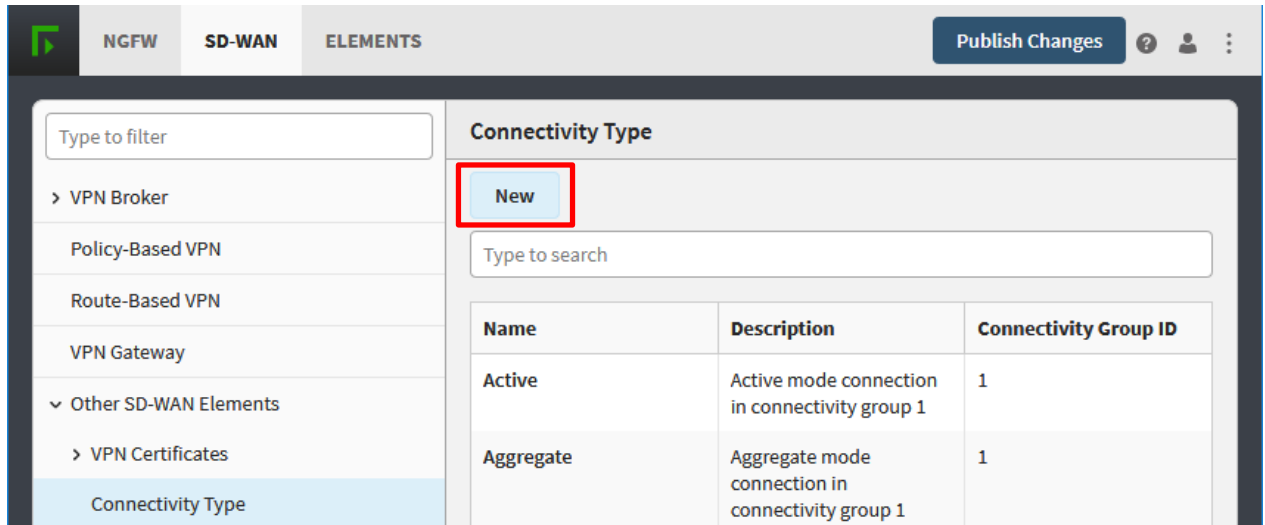 NGFW SD-WAN ELEMENTS Publish Changes ?
Type to filter
VPN Broker
Policy-Based VPN
Route-Based VPN
VPN Gateway
Other SD-WAN Elements
VPN Certificates
Connectivity Type
Connectivity Type
New
Type to search
Name Description Connectivity Group ID
Active Active mode connection 1
in connectivity group 1
Aggregate Aggregate mode 1
connection in
connectivity group 1